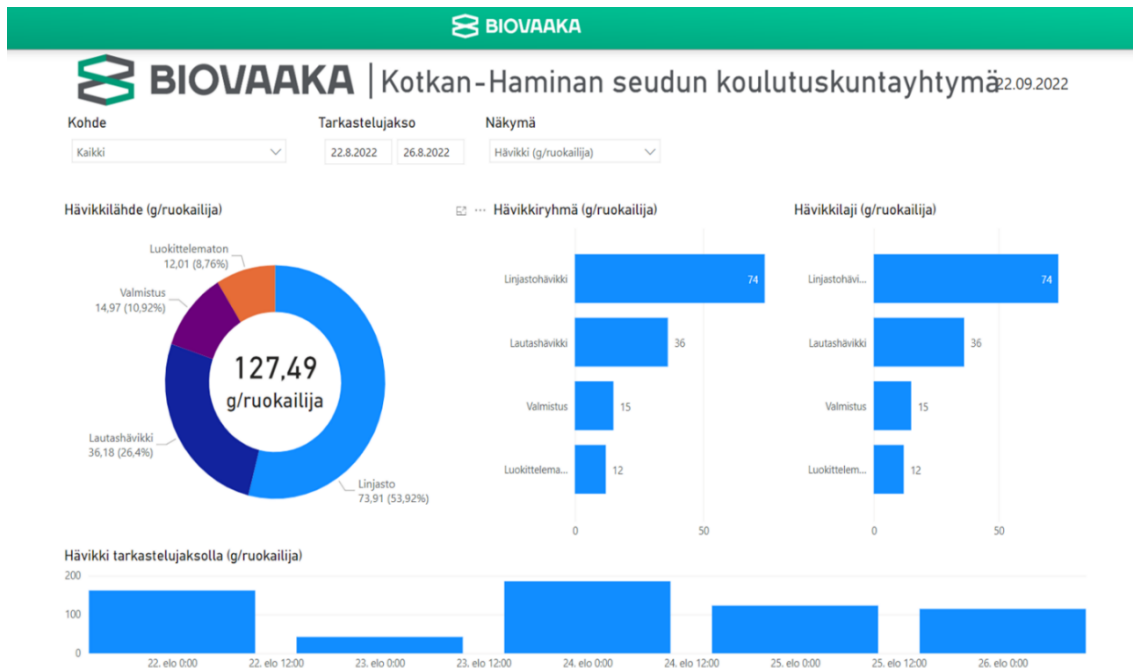 BIOVAAKA
BIOVAAKA | Kotkan-Haminan seudun koulutuskuntayhtymä 22.09.2022
Kohde Tarkastelujakso Näkymä
Kaikki 22.8.2022 26.8.2022 Hävikki (g/ruokailija)
Hävikkilähde (g/ruokailija)
Luokittelematon
12,01 (8,76%)
Valmistus
14,97 (10,92%)
127,49
g/ruokailija
Lautashävikki
36,18 (26,4%)
Linjasto
73,91 (53,92%)
Hävikkiryhmä (g/ruokailija)
Linjastohävikki 74
Lautashävikki 36
Valmistus 15
Luokittelema... 12
0 50
Hävikkilaji (g/ruokailija)
Linjastohävi... 74
Lautashävikki 36
Valmistus 15
Luokittelem... 12
0 50
Hävikki tarkastelujaksolla (g/ruokailija)
200
100
0
22. elo 0:00 22. elo 12:00 23. elo 0:00 23. elo 12:00 24. elo 0:00 24. elo 12:00 25. elo 0:00 25. elo 12:00 26. elo 0:00